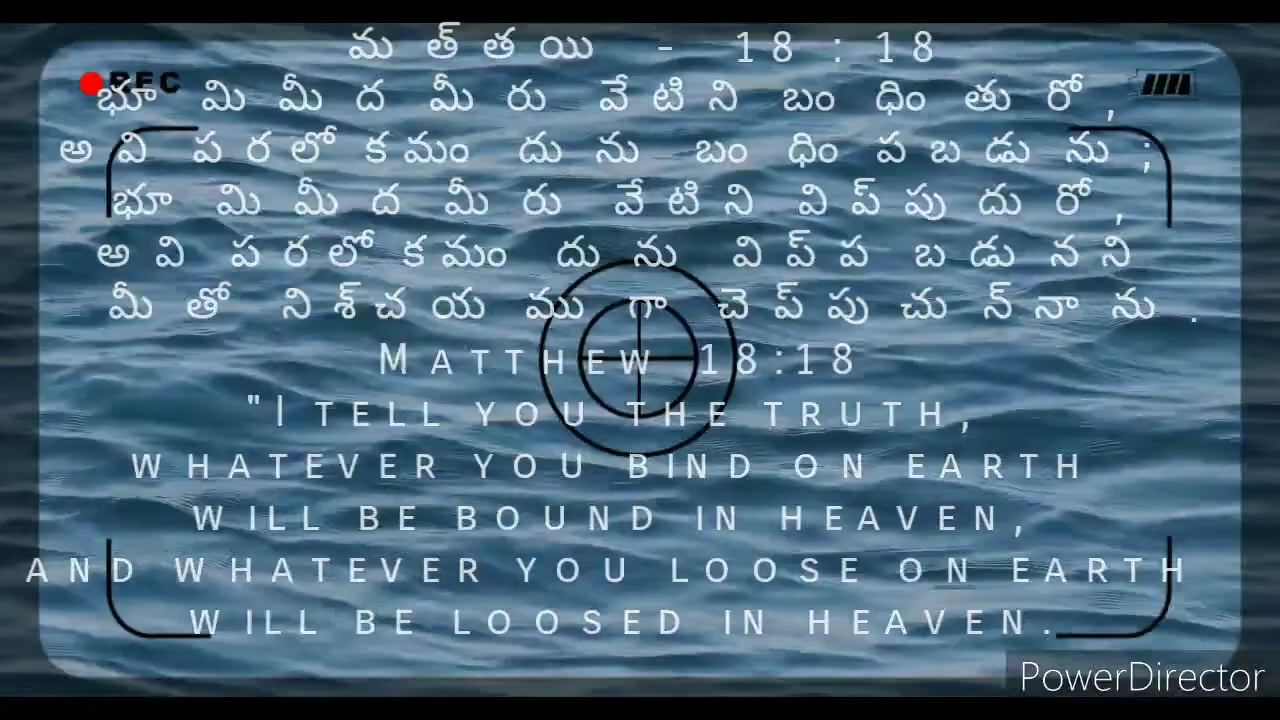 మత్తయి - 18 : 18
REC
భూమిమీద మీరు వేటిని బంధింతురో,
అవి పరలోకమందును బంధింపబడును;
భూమిమీద మీరు వేటిని విప్పుదురో,
అవి పరలోకమందును విప్పబడునని
మీతో నిశ్చయముగా చెప్పుచున్నాను.
MATTHEW 18:18
"I TELL YOU THE TRUTH,
WHATEVER YOU BIND ON EARTH
WILL BE BOUND IN HEAVEN,
AND WHATEVER YOU LOOSE ON EARTH
WILL BE LOOSED IN HEAVEN.
PowerDirector